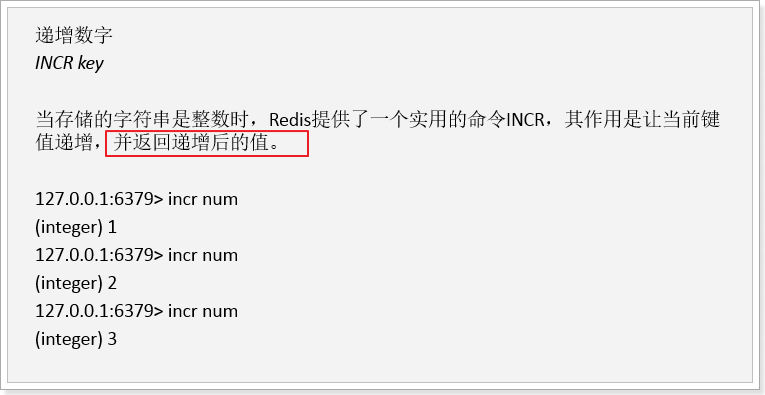 递增数字
INCR key
当存储的字符串是整数时，Redis提供了一个实用的命令INCR，其作用是让当前键
值递增，并返回递增后的值。
127.0.0.1:6379> incr num
(integer) 1
127.0.0.1:6379> incr num
(integer) 2
127.0.0.1:6379> incr num
(integer) 3